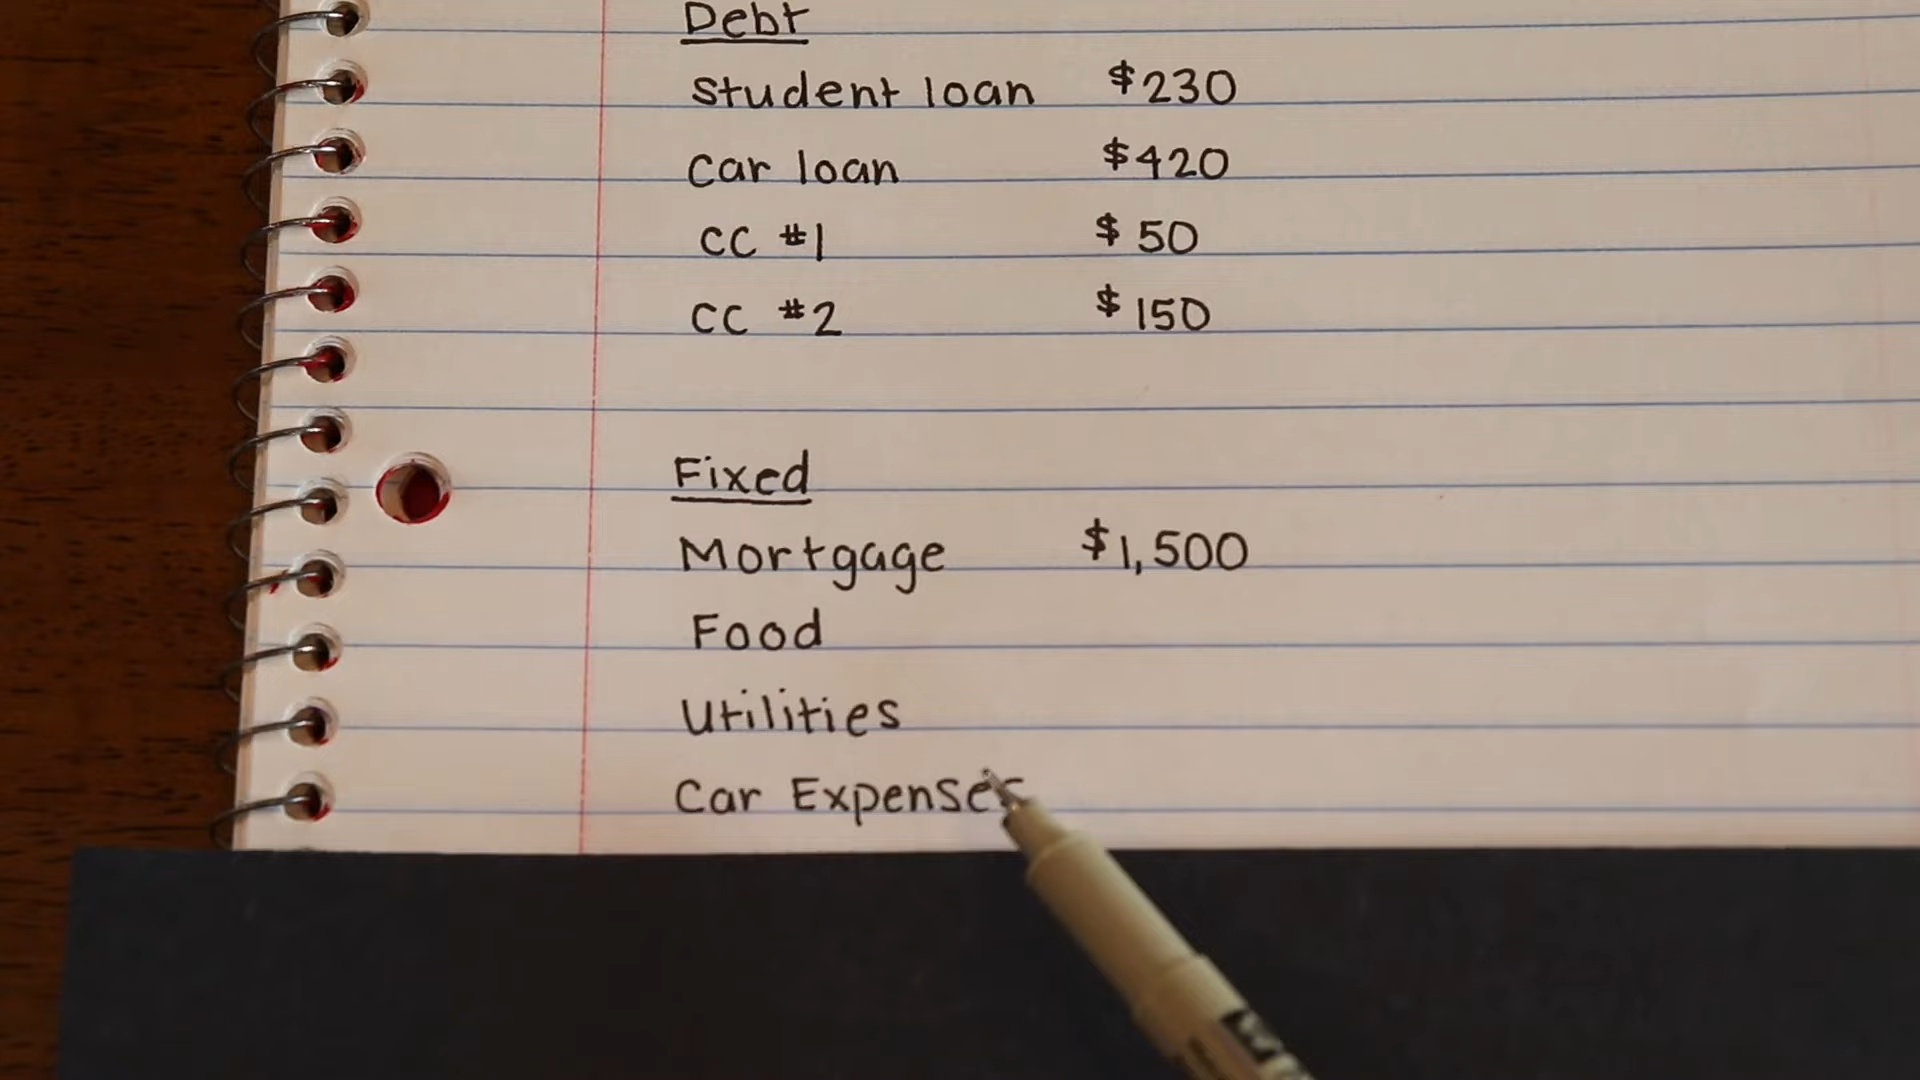 Debt
Student loan $230
Car loan $420
CC #1 $50
CC #2 $150
Fixed
Mortgage $1,500
Food
Utilities
Car Expenses